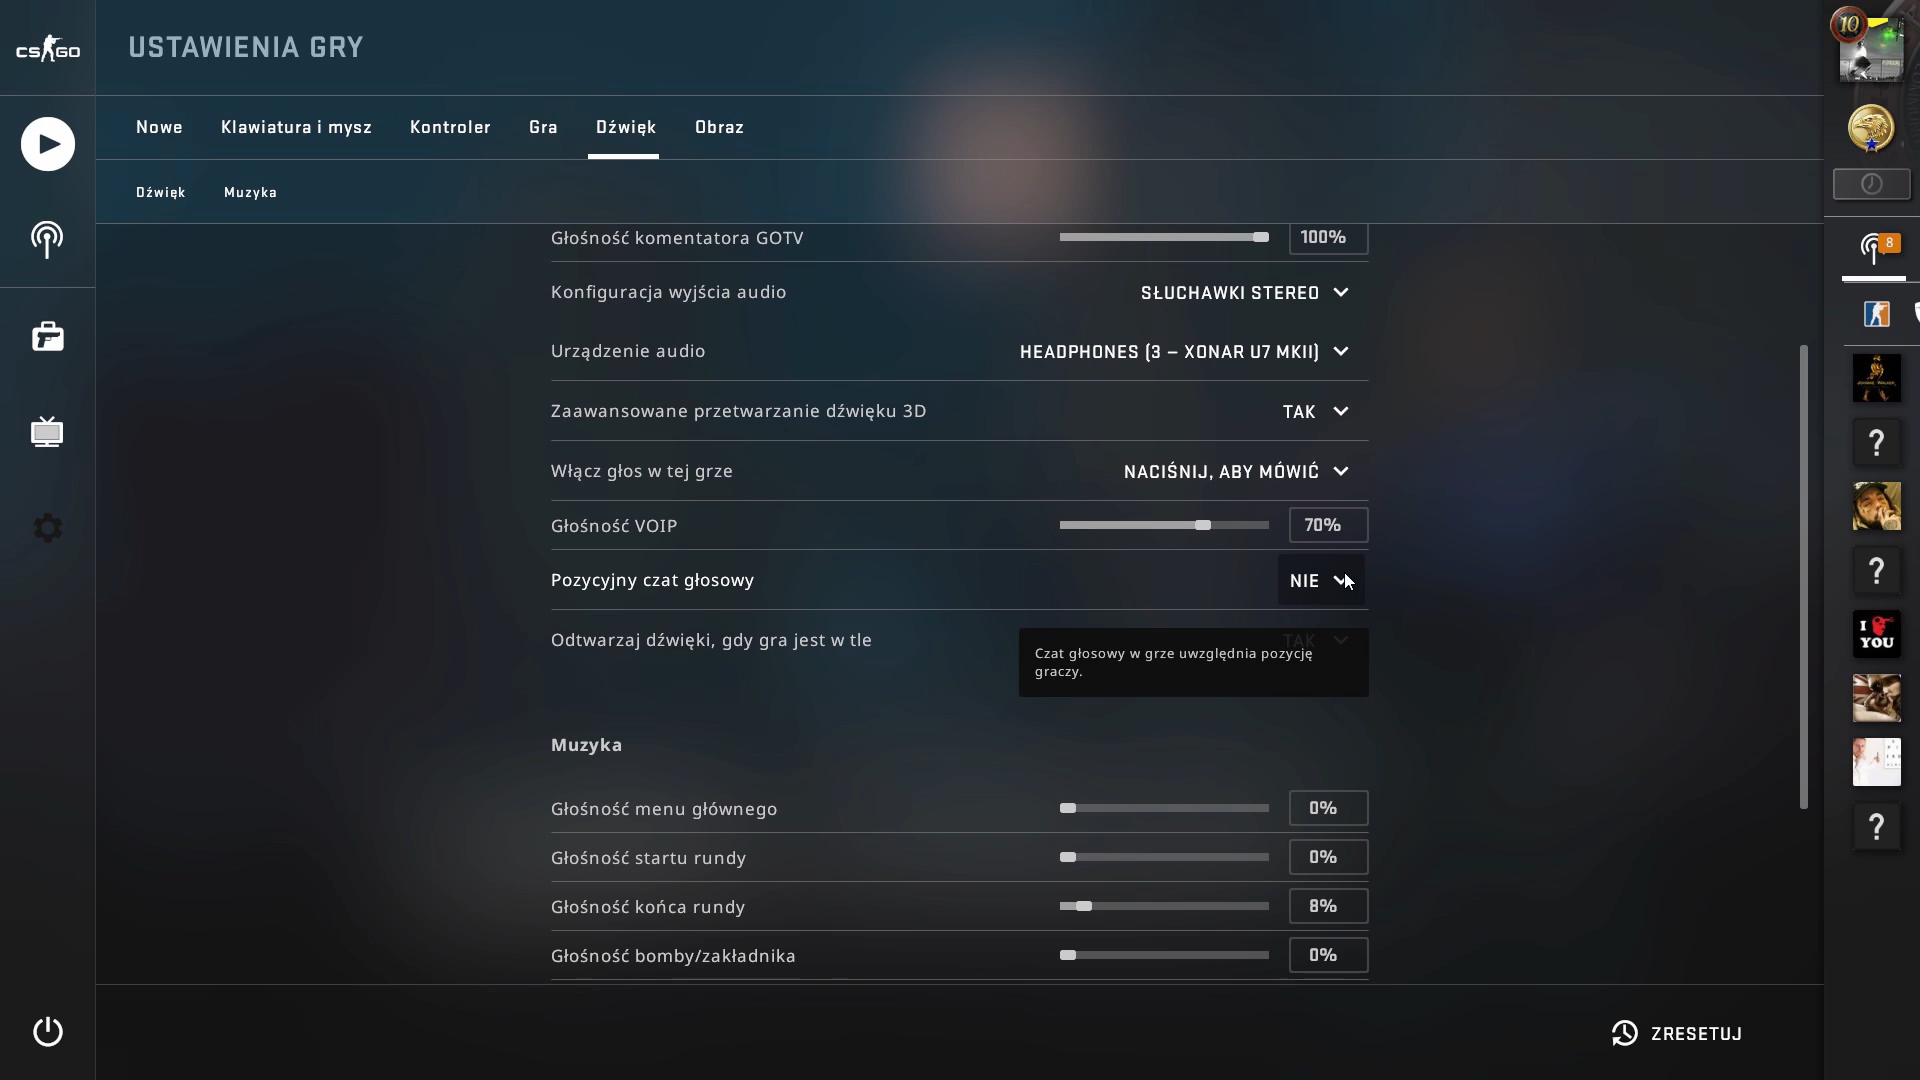 CS GO
USTAWIENIA GRY
10
Nowe
Klawiatura i mysz
Kontroler
Gra
Dźwięk
Obraz
Dźwięk
Muzyka
Głośność komentatora GOTV
100%
8
Konfiguracja wyjścia audio
SŁUCHAWKI STEREO
Urządzenie audio
HEADPHONES (3 – XONAR U7 MKII)
Zaawansowane przetwarzanie dźwięku 3D
TAK
JOHNNIE WALKER
Włącz głos w tej grze
NACIŚNIJ, ABY MÓWIĆ
?
Głośność VOIP
70%
Pozycyjny czat głosowy
NIE
?
Odtwarzaj dźwięki, gdy gra jest w tle
TAK
Czat głosowy w grze uwzględnia pozycję
graczy.
I
YOU
Muzyka
Głośność menu głównego
0%
?
Głośność startu rundy
0%
Głośność końca rundy
8%
Głośność bomby/zakładnika
0%
ZRESETUJ